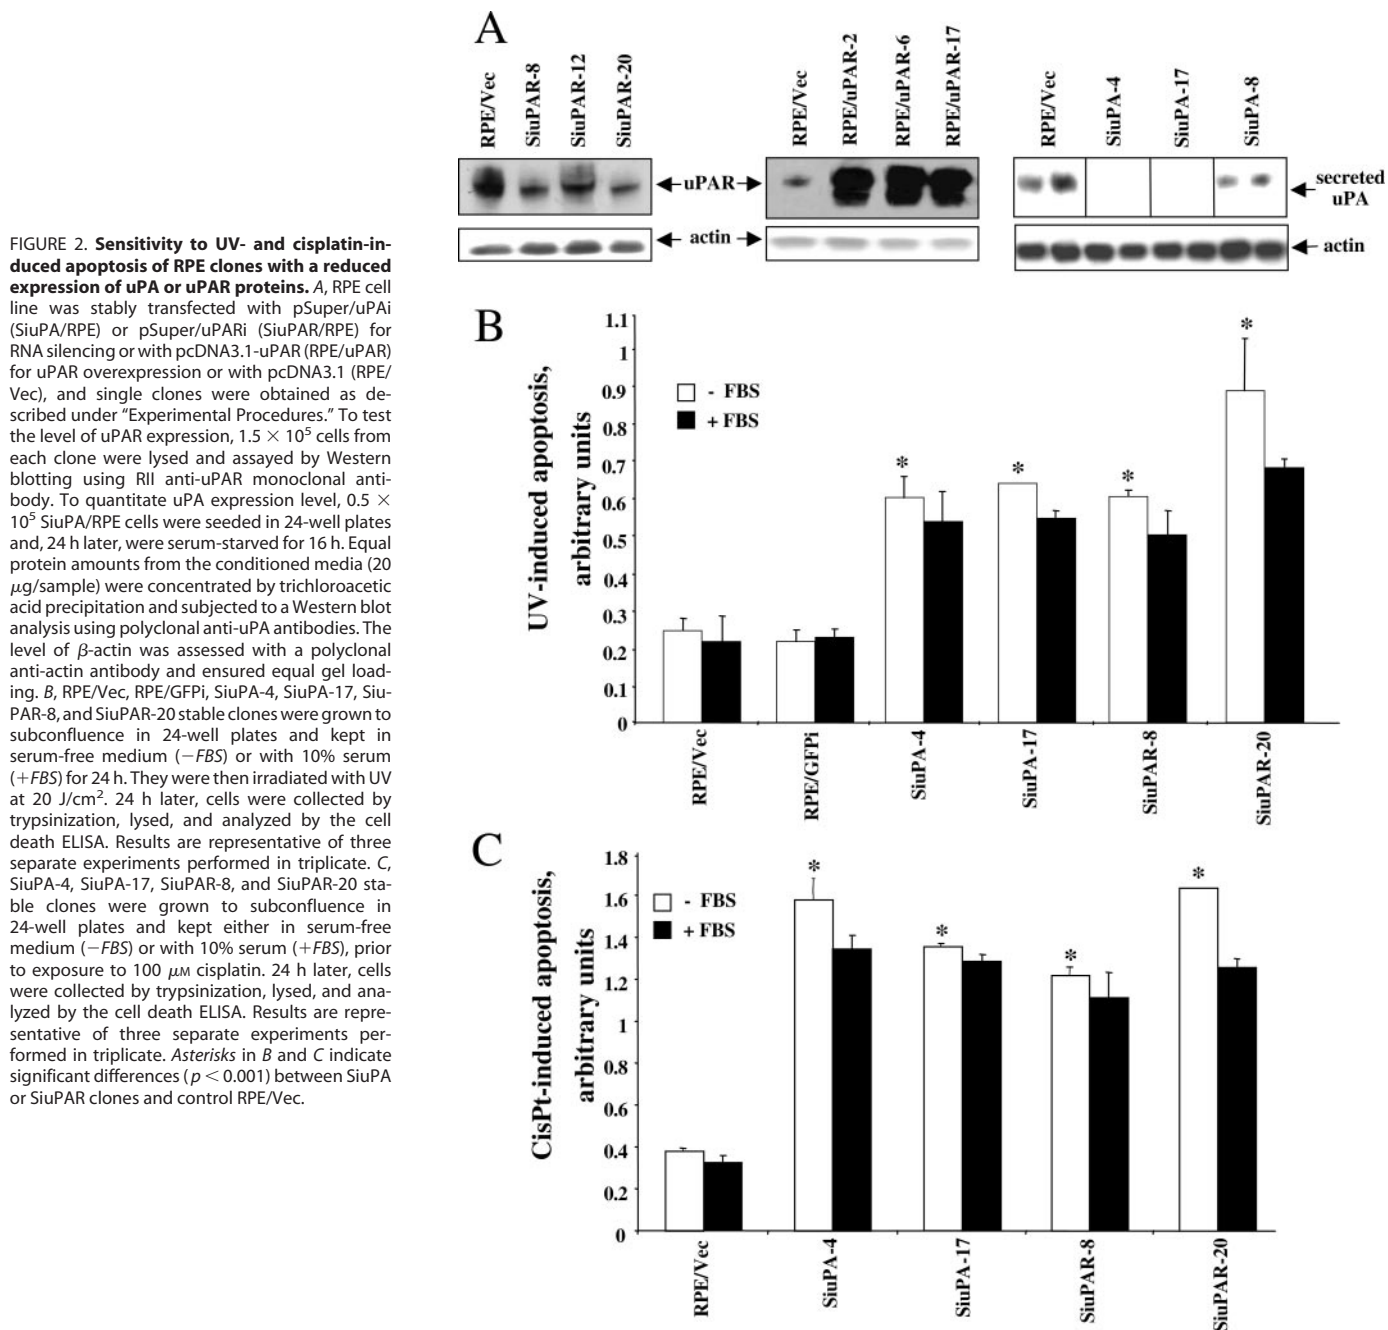 FIGURE 2. Sensitivity to UV- and cisplatin-in-
duced apoptosis of RPE clones with a reduced
expression of uPA or uPAR proteins. A, RPE cell
line was stably transfected with pSuper/uPAi
(SiuPA/RPE) or pSuper/uPARi (SiuPAR/RPE) for
RNA silencing or with pcDNA3.1-uPAR (RPE/uPAR)
for uPAR overexpression or with pcDNA3.1 (RPE/
Vec), and single clones were obtained as de-
scribed under “Experimental Procedures.” To test
the level of uPAR expression, 1.5 × 10⁵ cells from
each clone were lysed and assayed by Western
blotting using RII anti-uPAR monoclonal anti-
body. To quantitate uPA expression level, 0.5 ×
10⁵ SiuPA/RPE cells were seeded in 24-well plates
and, 24 h later, were serum-starved for 16 h. Equal
protein amounts from the conditioned media (20
μg/sample) were concentrated by trichloroacetic
acid precipitation and subjected to a Western blot
analysis using polyclonal anti-uPA antibodies. The
level of β-actin was assessed with a polyclonal
anti-actin antibody and ensured equal gel load-
ing. B, RPE/Vec, RPE/GFPi, SiuPA-4, SiuPA-17, Siu-
PAR-8, and SiuPAR-20 stable clones were grown to
subconfluence in 24-well plates and kept in
serum-free medium (−FBS) or with 10% serum
(+FBS) for 24 h. They were then irradiated with UV
at 20 J/cm². 24 h later, cells were collected by
trypsinization, lysed, and analyzed by the cell
death ELISA. Results are representative of three
separate experiments performed in triplicate. C,
SiuPA-4, SiuPA-17, SiuPAR-8, and SiuPAR-20 sta-
ble clones were grown to subconfluence in
24-well plates and kept either in serum-free
medium (−FBS) or with 10% serum (+FBS), prior
to exposure to 100 μM cisplatin. 24 h later, cells
were collected by trypsinization, lysed, and ana-
lyzed by the cell death ELISA. Results are repre-
sentative of three separate experiments per-
formed in triplicate. Asterisks in B and C indicate
significant differences (p < 0.001) between SiuPA
or SiuPAR clones and control RPE/Vec.
A
RPE/Vec
SiuPAR-8
SiuPAR-12
SiuPAR-20
RPE/Vec
RPE/uPAR-2
RPE/uPAR-6
RPE/uPAR-17
RPE/Vec
SiuPA-4
SiuPA-17
SiuPA-8
uPAR
secreted
uPA
actin
actin
B
UV-induced apoptosis,
arbitrary units
1.1
1
0.9
0.8
0.7
0.6
0.5
0.4
0.3
0.2
0.1
0
- FBS
+ FBS
*
*
*
*
RPE/Vec
RPE/GFPi
SiuPA-4
SiuPA-17
SiuPAR-8
SiuPAR-20
C
CisPt-induced apoptosis,
arbitrary units
1.8
1.6
1.4
1.2
1
0.8
0.6
0.4
0.2
0
- FBS
+ FBS
*
*
*
*
RPE/Vec
SiuPA-4
SiuPA-17
SiuPAR-8
SiuPAR-20